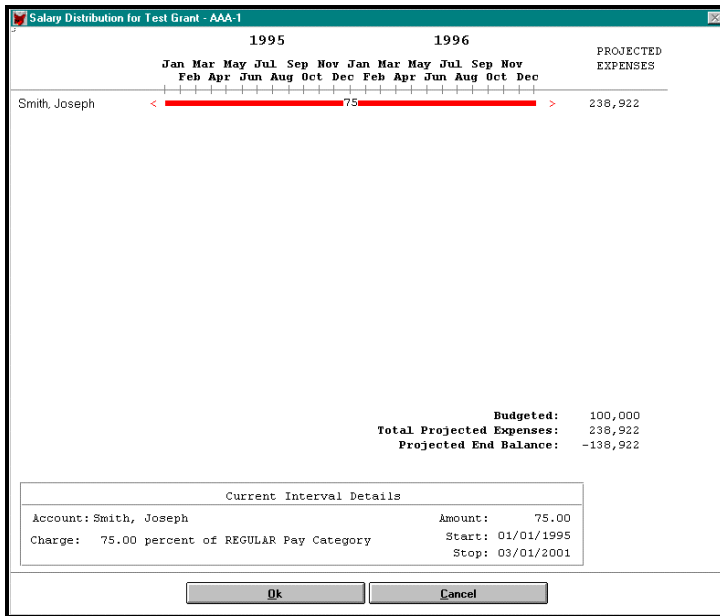 Salary Distribution for Test Grant - AAA-1
1995 1996
PROJECTED
EXPENSES
Jan Mar May Jul Sep Nov Jan Mar May Jul Sep Nov
Feb Apr Jun Aug Oct Dec Feb Apr Jun Aug Oct Dec
Smith, Joseph < 75 > 238,922
Budgeted: 100,000
Total Projected Expenses: 238,922
Projected End Balance: -138,922
Current Interval Details
Account: Smith, Joseph Amount: 75.00
Charge: 75.00 percent of REGULAR Pay Category Start: 01/01/1995
Stop: 03/01/2001
Ok Cancel